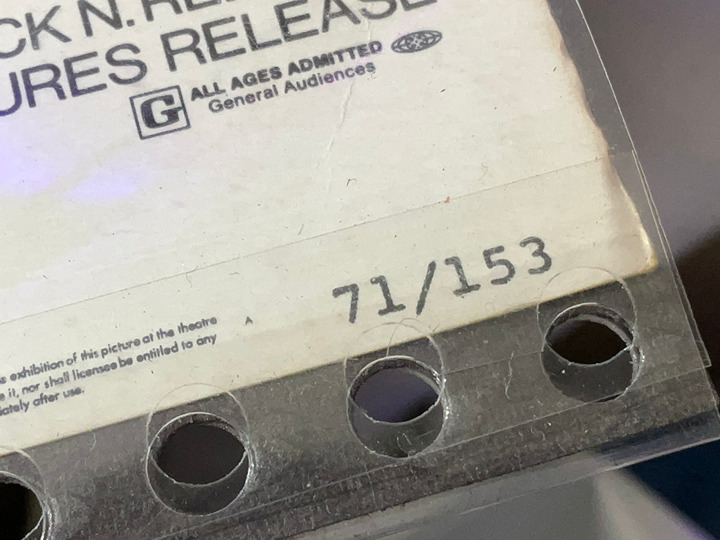 CK N. RE
URES RELEASE
G ALL AGES ADMITTED
General Audiences
71/153
exhibition of this picture at the theatre
e it, nor shall licensee be entitled to any
iately after use.